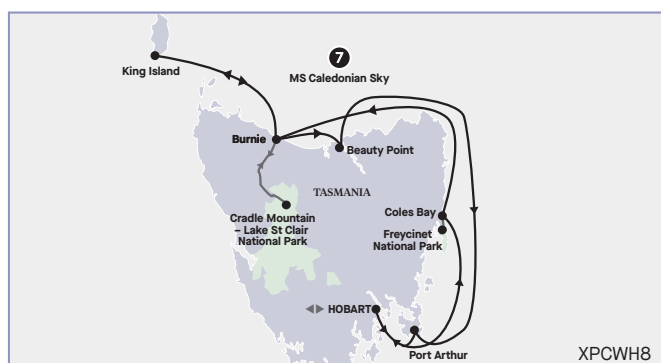 7
MS Caledonian Sky
King Island
Burnie
Beauty Point
TASMANIA
Cradle Mountain
– Lake St Clair
National Park
Coles Bay
Freycinet
National Park
HOBART
Port Arthur
XPCWH8